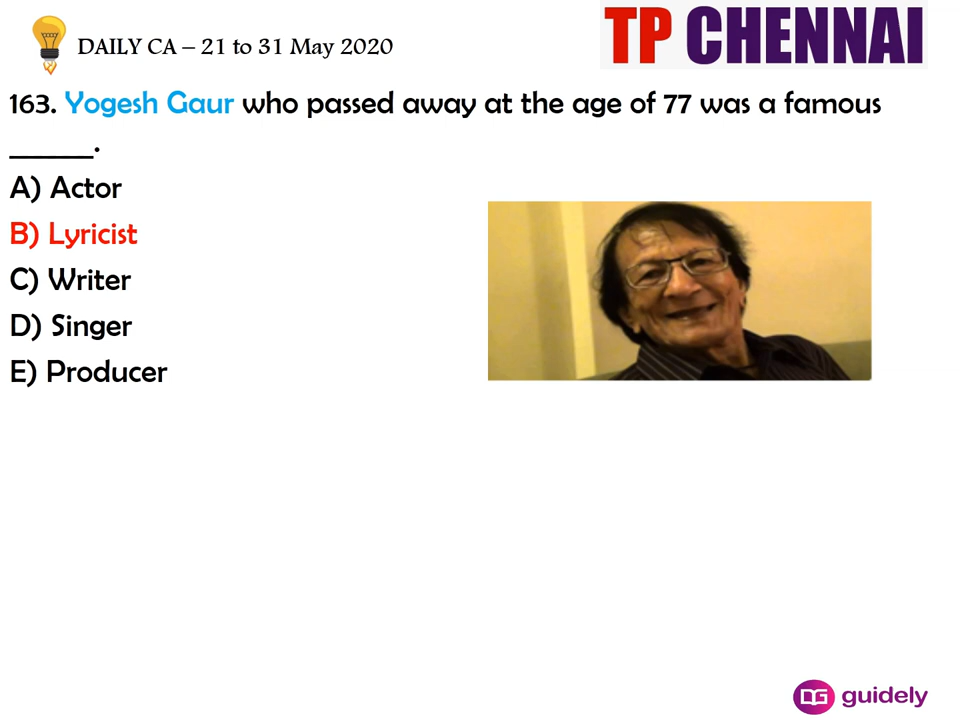 DAILY CA – 21 to 31 May 2020
TP CHENNAI
163. Yogesh Gaur who passed away at the age of 77 was a famous
______.
A) Actor
B) Lyricist
C) Writer
D) Singer
E) Producer
DG guidely